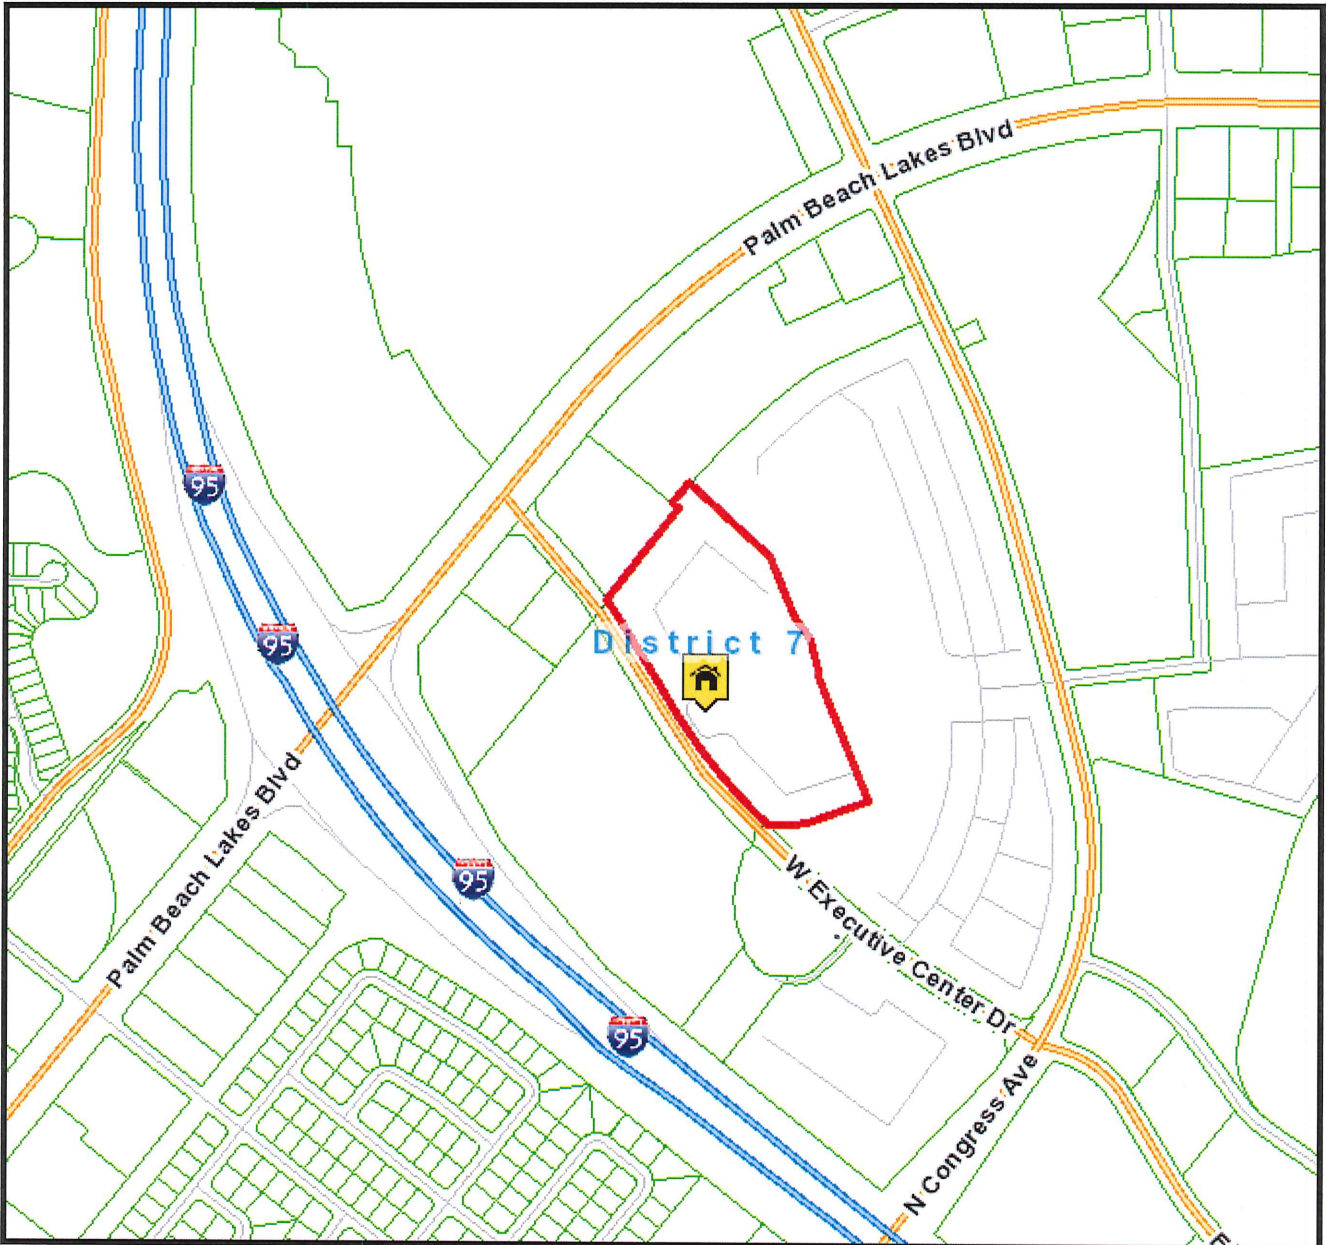 Palm Beach Lakes Blvd
95
95
District 7
Palm Beach Lakes Blvd
95
W Executive Center Dr
95
N Congress Ave